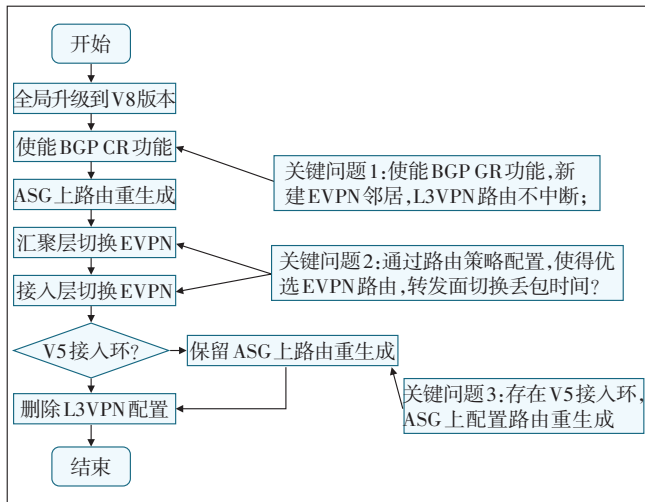 开始
全局升级到V8版本
使能BGP CR功能
关键问题1:使能BGP GR功能,新
建EVPN邻居,L3VPN路由不中断;
ASG上路由重生成
汇聚层切换EVPN
关键问题2:通过路由策略配置,使得优
选EVPN路由,转发面切换丢包时间?
接入层切换EVPN
V5接入环?
保留ASG上路由重生成
关键问题3:存在V5接入环,
ASG上配置路由重生成
删除L3VPN配置
结束